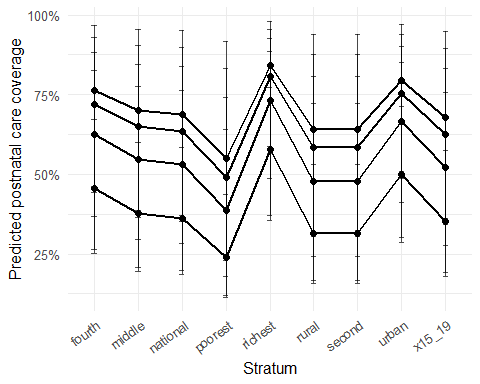 100%
75%
50%
25%
Predicted postnatal care coverage
fourth
middle
national
poorest
richest
rural
second
urban
x15_19
Stratum